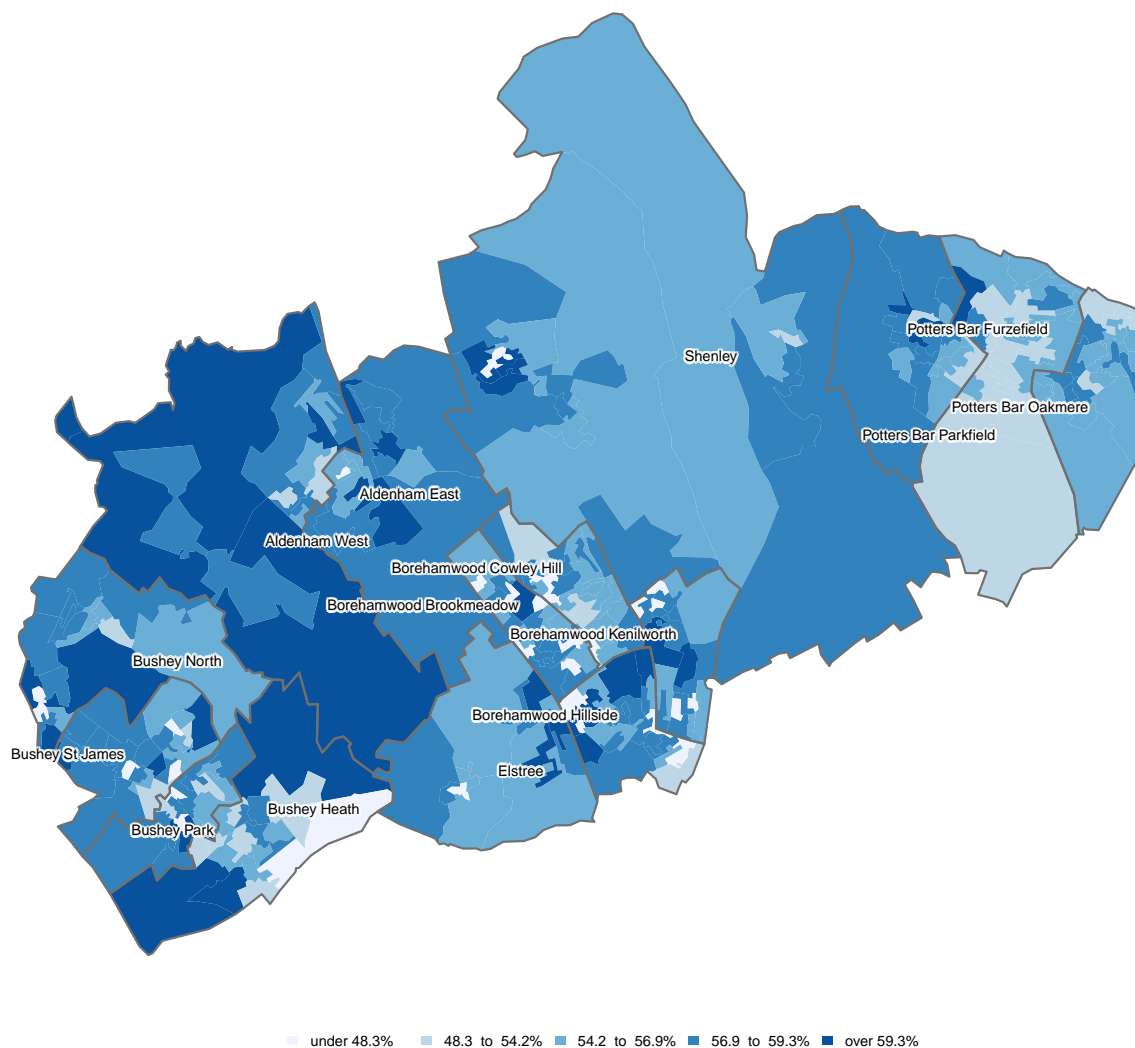 Potters Bar Furzefield
Shenley
Potters Bar Oakmere
Potters Bar Parkfield
Aldenham East
Aldenham West
Borehamwood Cowley Hill
Borehamwood Brookmeadow
Borehamwood Kenilworth
Bushey North
Borehamwood Hillside
Bushey St James
Elstree
Bushey Heath
Bushey Park
under 48.3% 48.3 to 54.2% 54.2 to 56.9% 56.9 to 59.3% over 59.3%